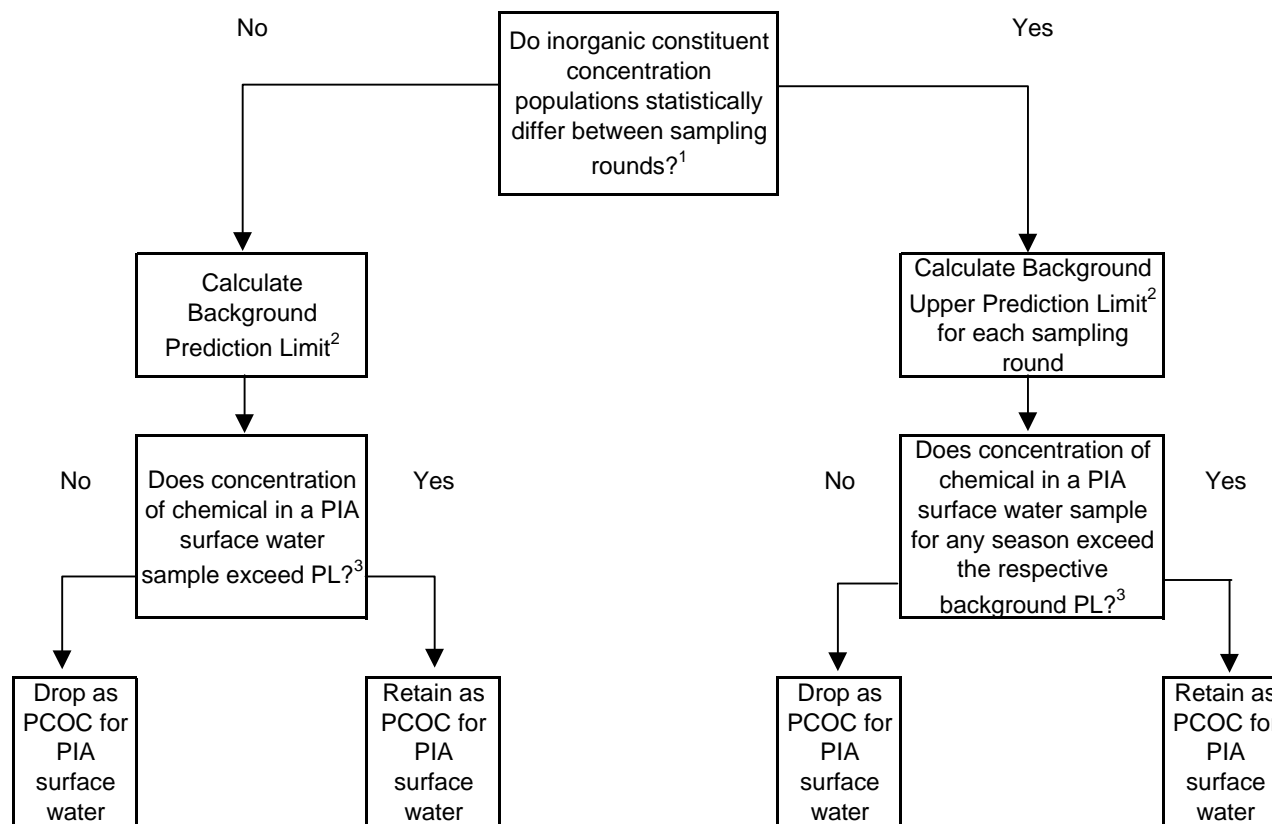 No
Yes
Do inorganic constituent
concentration
populations statistically
differ between sampling
rounds?1
Calculate
Background
Prediction Limit2
Calculate Background
Upper Prediction Limit2
for each sampling
round
No
Yes
Does concentration
of chemical in a PIA
surface water
sample exceed PL?3
No
Yes
Does concentration of
chemical in a PIA
surface water sample
for any season exceed
the respective
background PL?3
Drop as
PCOC for
PIA
surface
water
Retain as
PCOC for
PIA
surface
water
Drop as
PCOC for
PIA
surface
water
Retain as
PCOC for
PIA
surface
water